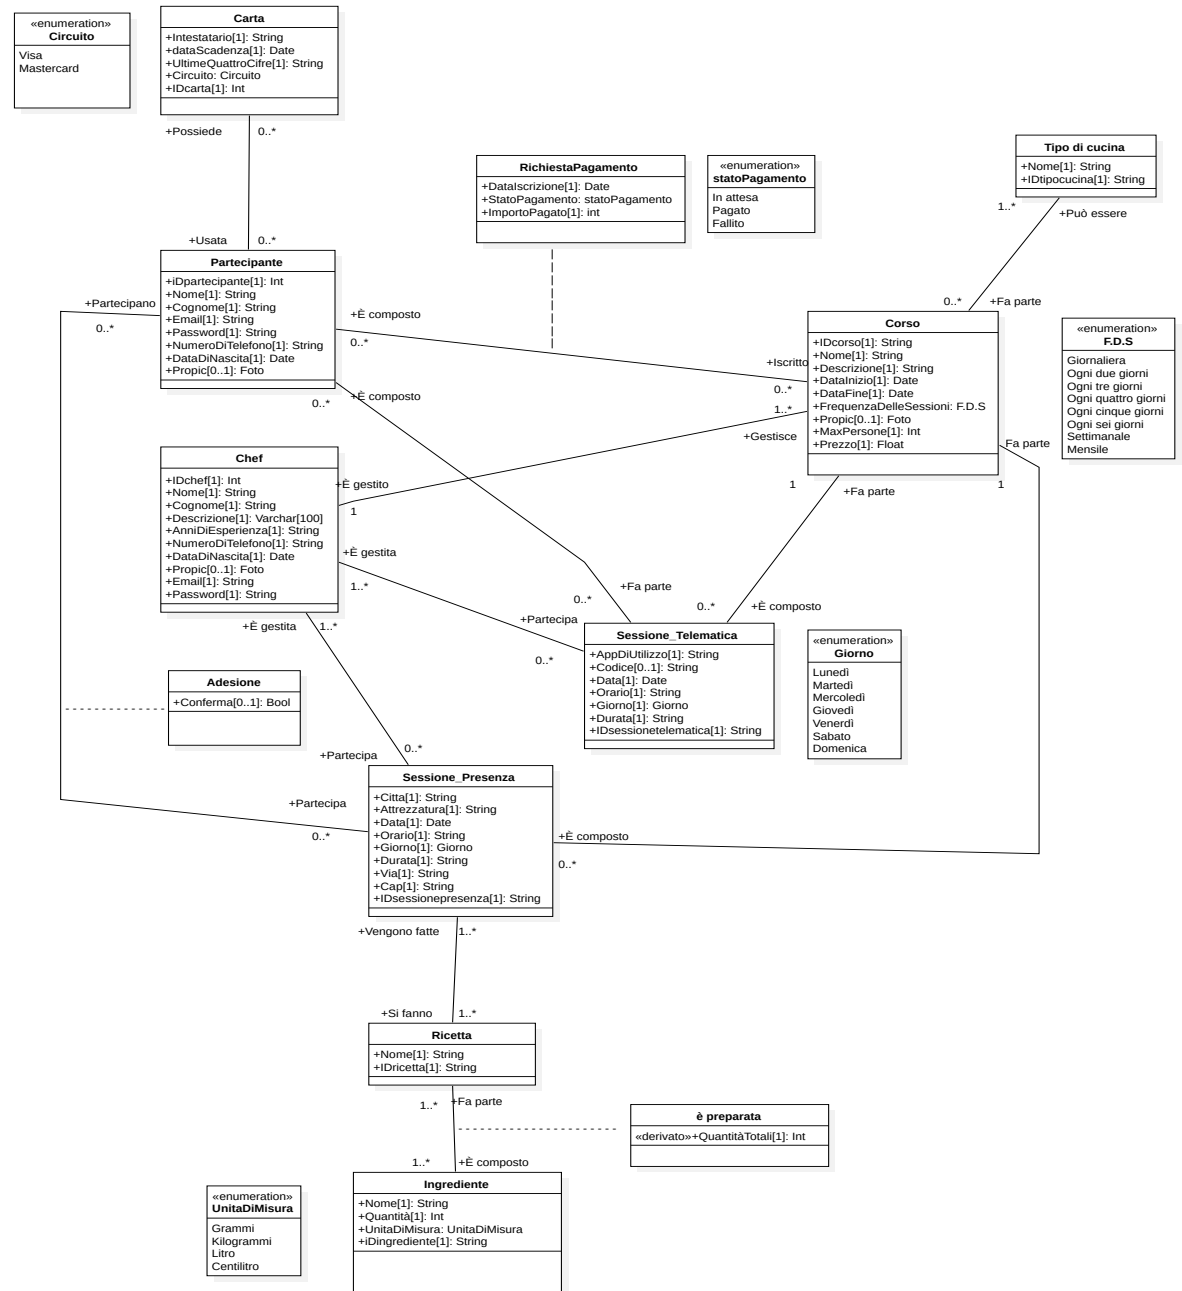 «enumeration»
Circuito
Visa
Mastercard
Carta
+Intestatario[1]: String
+dataScadenza[1]: Date
+UltimeQuattroCifre[1]: String
+Circuito: Circuito
+IDcarta[1]: Int
+Possiede
0..*
+Usata
0..*
RichiestaPagamento
+DataIscrizione[1]: Date
+StatoPagamento: statoPagamento
+ImportoPagato[1]: int
«enumeration»
statoPagamento
In attesa
Pagato
Fallito
Tipo di cucina
+Nome[1]: String
+IDtipocucina[1]: String
1..*
+Può essere
0..*
+Fa parte
Partecipante
+iDpartecipante[1]: Int
+Nome[1]: String
+Cognome[1]: String
+Email[1]: String
+Password[1]: String
+NumeroDiTelefono[1]: String
+DataDiNascita[1]: Date
+Propic[0..1]: Foto
+Partecipano
0..*
+È composto
0..*
+Iscritto
0..*
Corso
+IDcorso[1]: String
+Nome[1]: String
+Descrizione[1]: String
+DataInizio[1]: Date
+DataFine[1]: Date
+FrequenzaDelleSessioni: F.D.S
+Propic[0..1]: Foto
+MaxPersone[1]: Int
+Prezzo[1]: Float
«enumeration»
F.D.S
Giornaliera
Ogni due giorni
Ogni tre giorni
Ogni quattro giorni
Ogni cinque giorni
Ogni sei giorni
Settimanale
Mensile
0..*
+È composto
1..*
+Gestisce
Fa parte
1
Chef
+IDchef[1]: Int
+Nome[1]: String
+Cognome[1]: String
+Descrizione[1]: Varchar[100]
+AnniDiEsperienza[1]: String
+NumeroDiTelefono[1]: String
+DataDiNascita[1]: Date
+Propic[0..1]: Foto
+Email[1]: String
+Password[1]: String
+È gestito
1
+È gestita
1..*
1
+Fa parte
+Fa parte
0..*
0..*
+È composto
+Partecipa
0..*
+È gestita
1..*
Sessione_Telematica
+AppDiUtilizzo[1]: String
+Codice[0..1]: String
+Data[1]: Date
+Orario[1]: String
+Giorno[1]: Giorno
+Durata[1]: String
+IDsessionetelematica[1]: String
«enumeration»
Giorno
Lunedì
Martedì
Mercoledì
Giovedì
Venerdì
Sabato
Domenica
Adesione
+Conferma[0..1]: Bool
+Partecipa
0..*
+Partecipa
0..*
Sessione_Presenza
+Citta[1]: String
+Attrezzatura[1]: String
+Data[1]: Date
+Orario[1]: String
+Giorno[1]: Giorno
+Durata[1]: String
+Via[1]: String
+Cap[1]: String
+IDsessionepresenza[1]: String
+È composto
0..*
+Vengono fatte
1..*
+Si fanno
1..*
Ricetta
+Nome[1]: String
+IDricetta[1]: String
1..*
+Fa parte
è preparata
«derivato»+QuantitàTotali[1]: Int
1..*
+È composto
Ingrediente
+Nome[1]: String
+Quantità[1]: Int
+UnitaDiMisura: UnitaDiMisura
+iDingrediente[1]: String
«enumeration»
UnitaDiMisura
Grammi
Kilogrammi
Litro
Centilitro